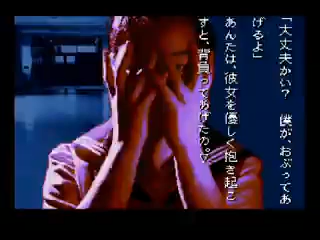 「大丈夫かい？　僕が、おぶってあ
げるよ」
あんたは、彼女を優しく抱き起こ
すと、背負ってあげたの。▽